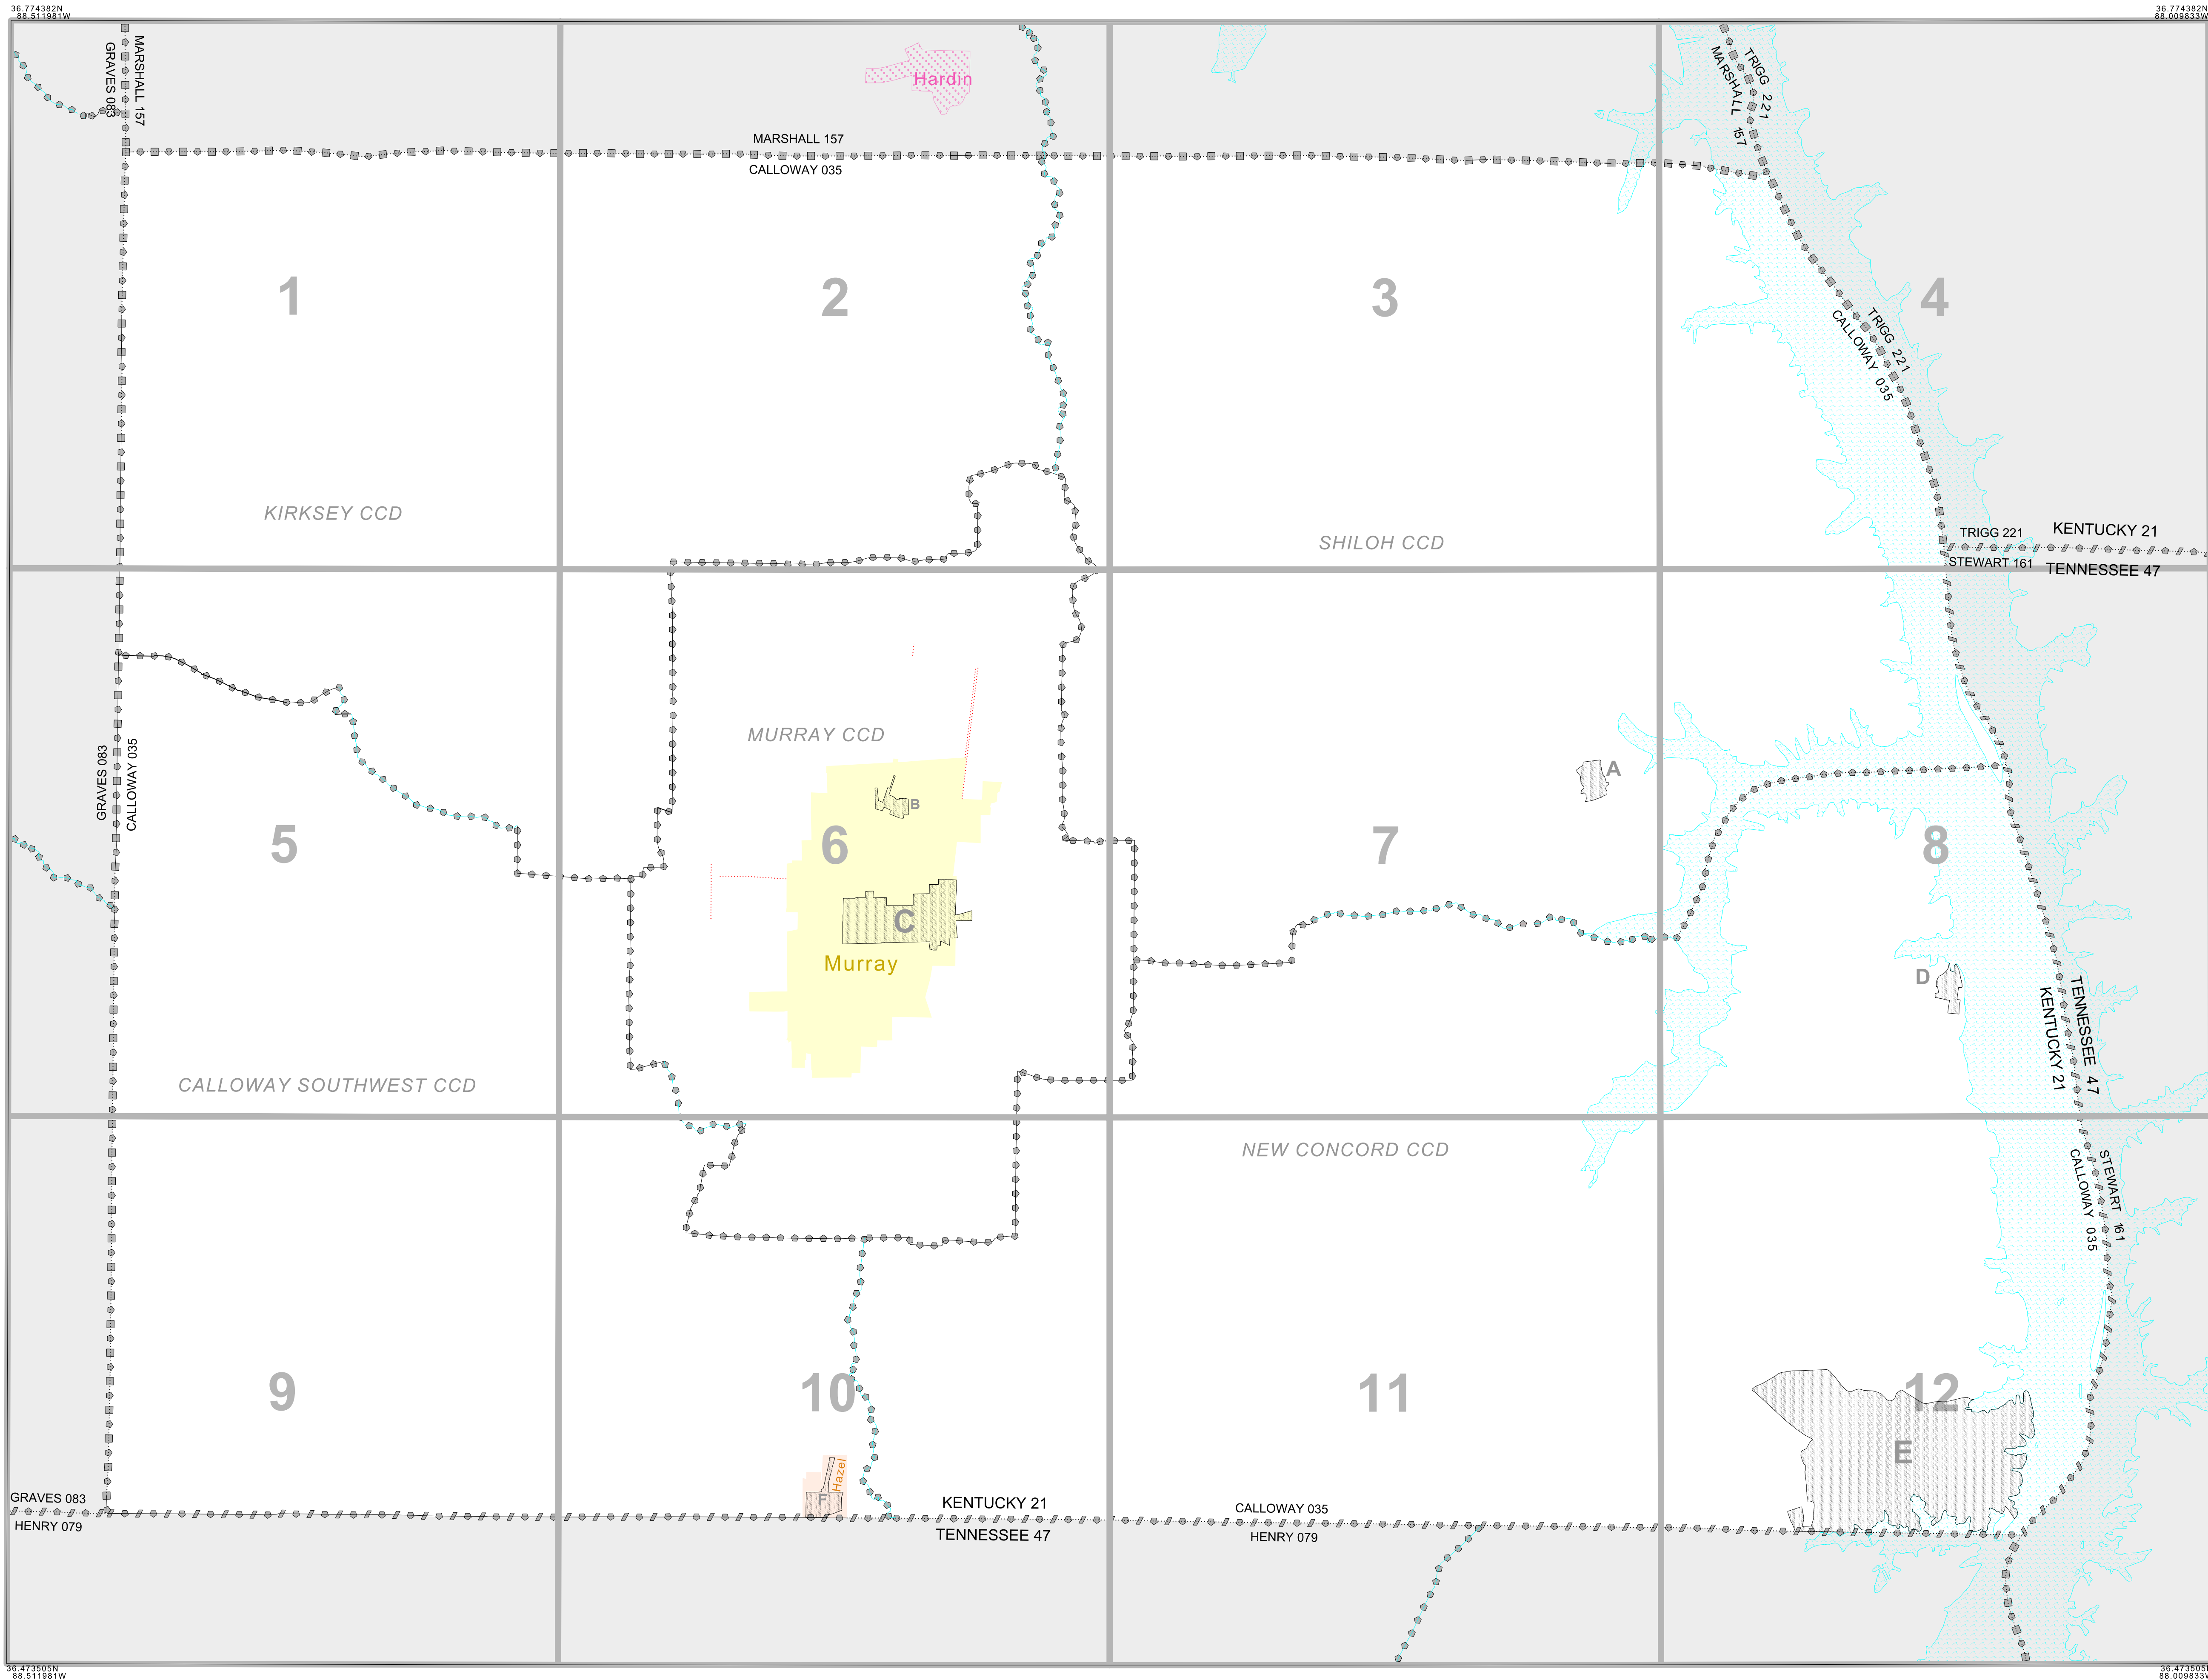 36.774382N
88.511981W
36.774382N
88.009833W
GRAVES 083
MARSHALL 157
Hardin
MARSHALL 157
TRIGG 221
MARSHALL 157
CALLOWAY 035
1
2
3
4
TRIGG 221
CALLOWAY 035
KIRKSEY CCD
SHILOH CCD
TRIGG 221
KENTUCKY 21
STEWART 161
TENNESSEE 47
MURRAY CCD
GRAVES 083
CALLOWAY 035
A
B
5
6
7
8
C
Murray
D
TENNESSEE 47
KENTUCKY 21
CALLOWAY SOUTHWEST CCD
NEW CONCORD CCD
STEWART 161
CALLOWAY 035
9
10
11
12
E
Hazel
F
GRAVES 083
HENRY 079
KENTUCKY 21
TENNESSEE 47
CALLOWAY 035
HENRY 079
36.473505N
88.511981W
36.473505N
88.009833W